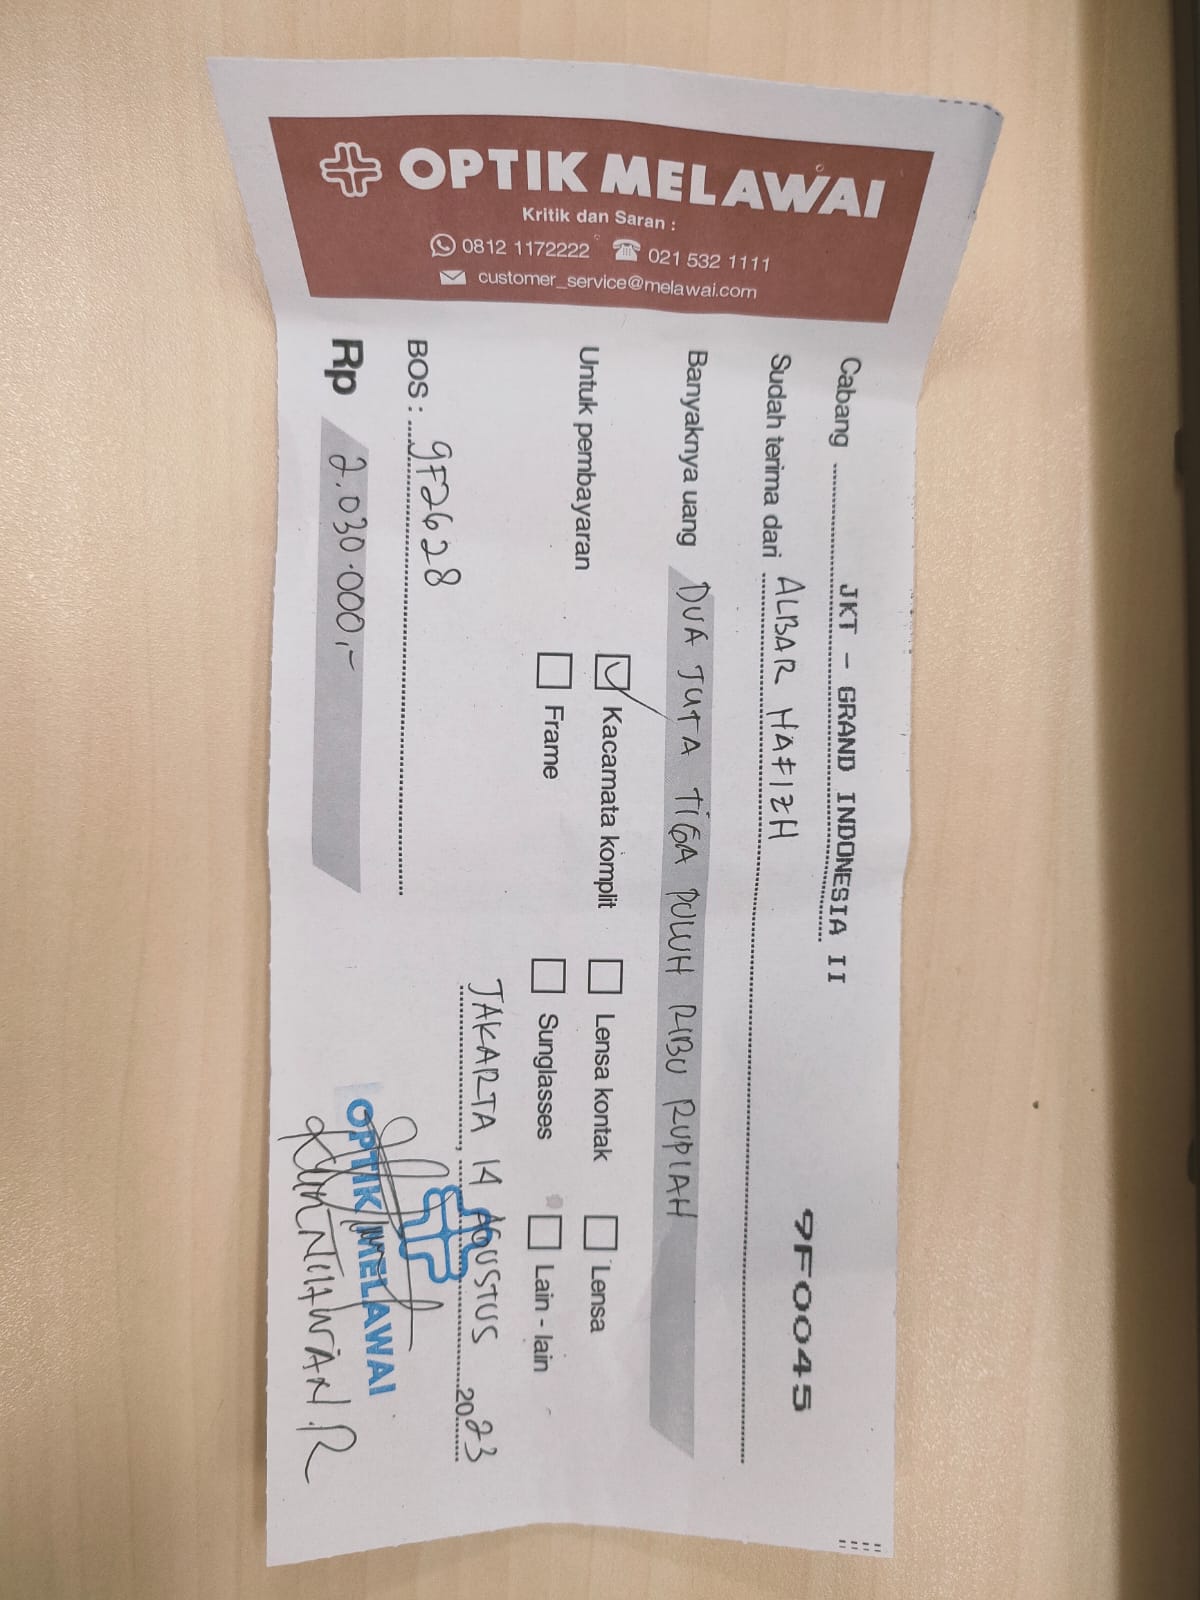 OPTIK MELAWAI
Kritik dan Saran :
0812 1172222 021 532 1111
customer_service@melawai.com
9F0045
Cabang JKT - GRAND INDONESIA II
Sudah terima dari ALBAR HAFIZH
Banyaknya uang DUA JUTA TIGA PULUH RIBU RUPIAH
Untuk pembayaran Kacamata komplit Lensa kontak Lensa
Frame Sunglasses Lain - lain
BOS : 9F2628
JAKARTA, 14 AGUSTUS 2023
Rp 2.030.000,-
OPTIK MELAWAI